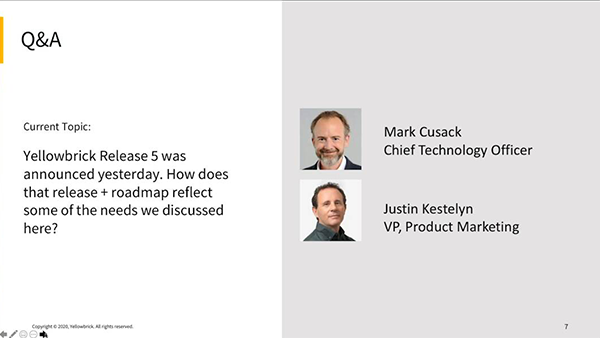 Q&A
Current Topic:
Yellowbrick Release 5 was
announced yesterday. How does
that release + roadmap reflect
some of the needs we discussed
here?
Mark Cusack
Chief Technology Officer
Justin Kestelyn
VP, Product Marketing
Copyright © 2020, Yellowbrick. All rights reserved.
7